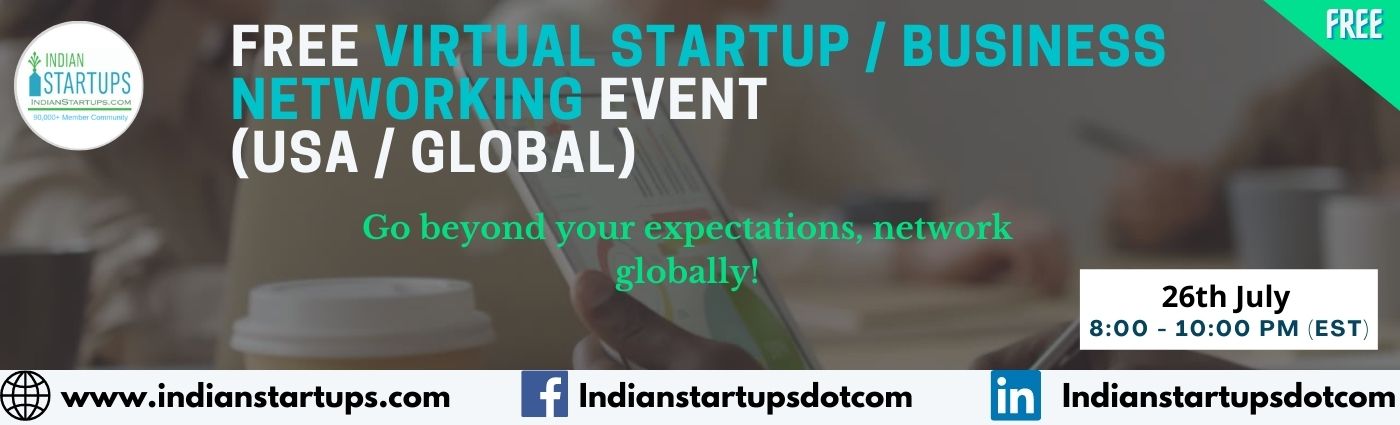 INDIAN
STARTUPS
INDIANSTARTUPS.COM
90,000+ Member Community
FREE VIRTUAL STARTUP / BUSINESS
NETWORKING EVENT
(USA / GLOBAL)
FREE
Go beyond your expectations, network
globally!
26th July
8:00 - 10:00 PM (EST)
www.indianstartups.com
f Indianstartupsdotcom
in Indianstartupsdotcom